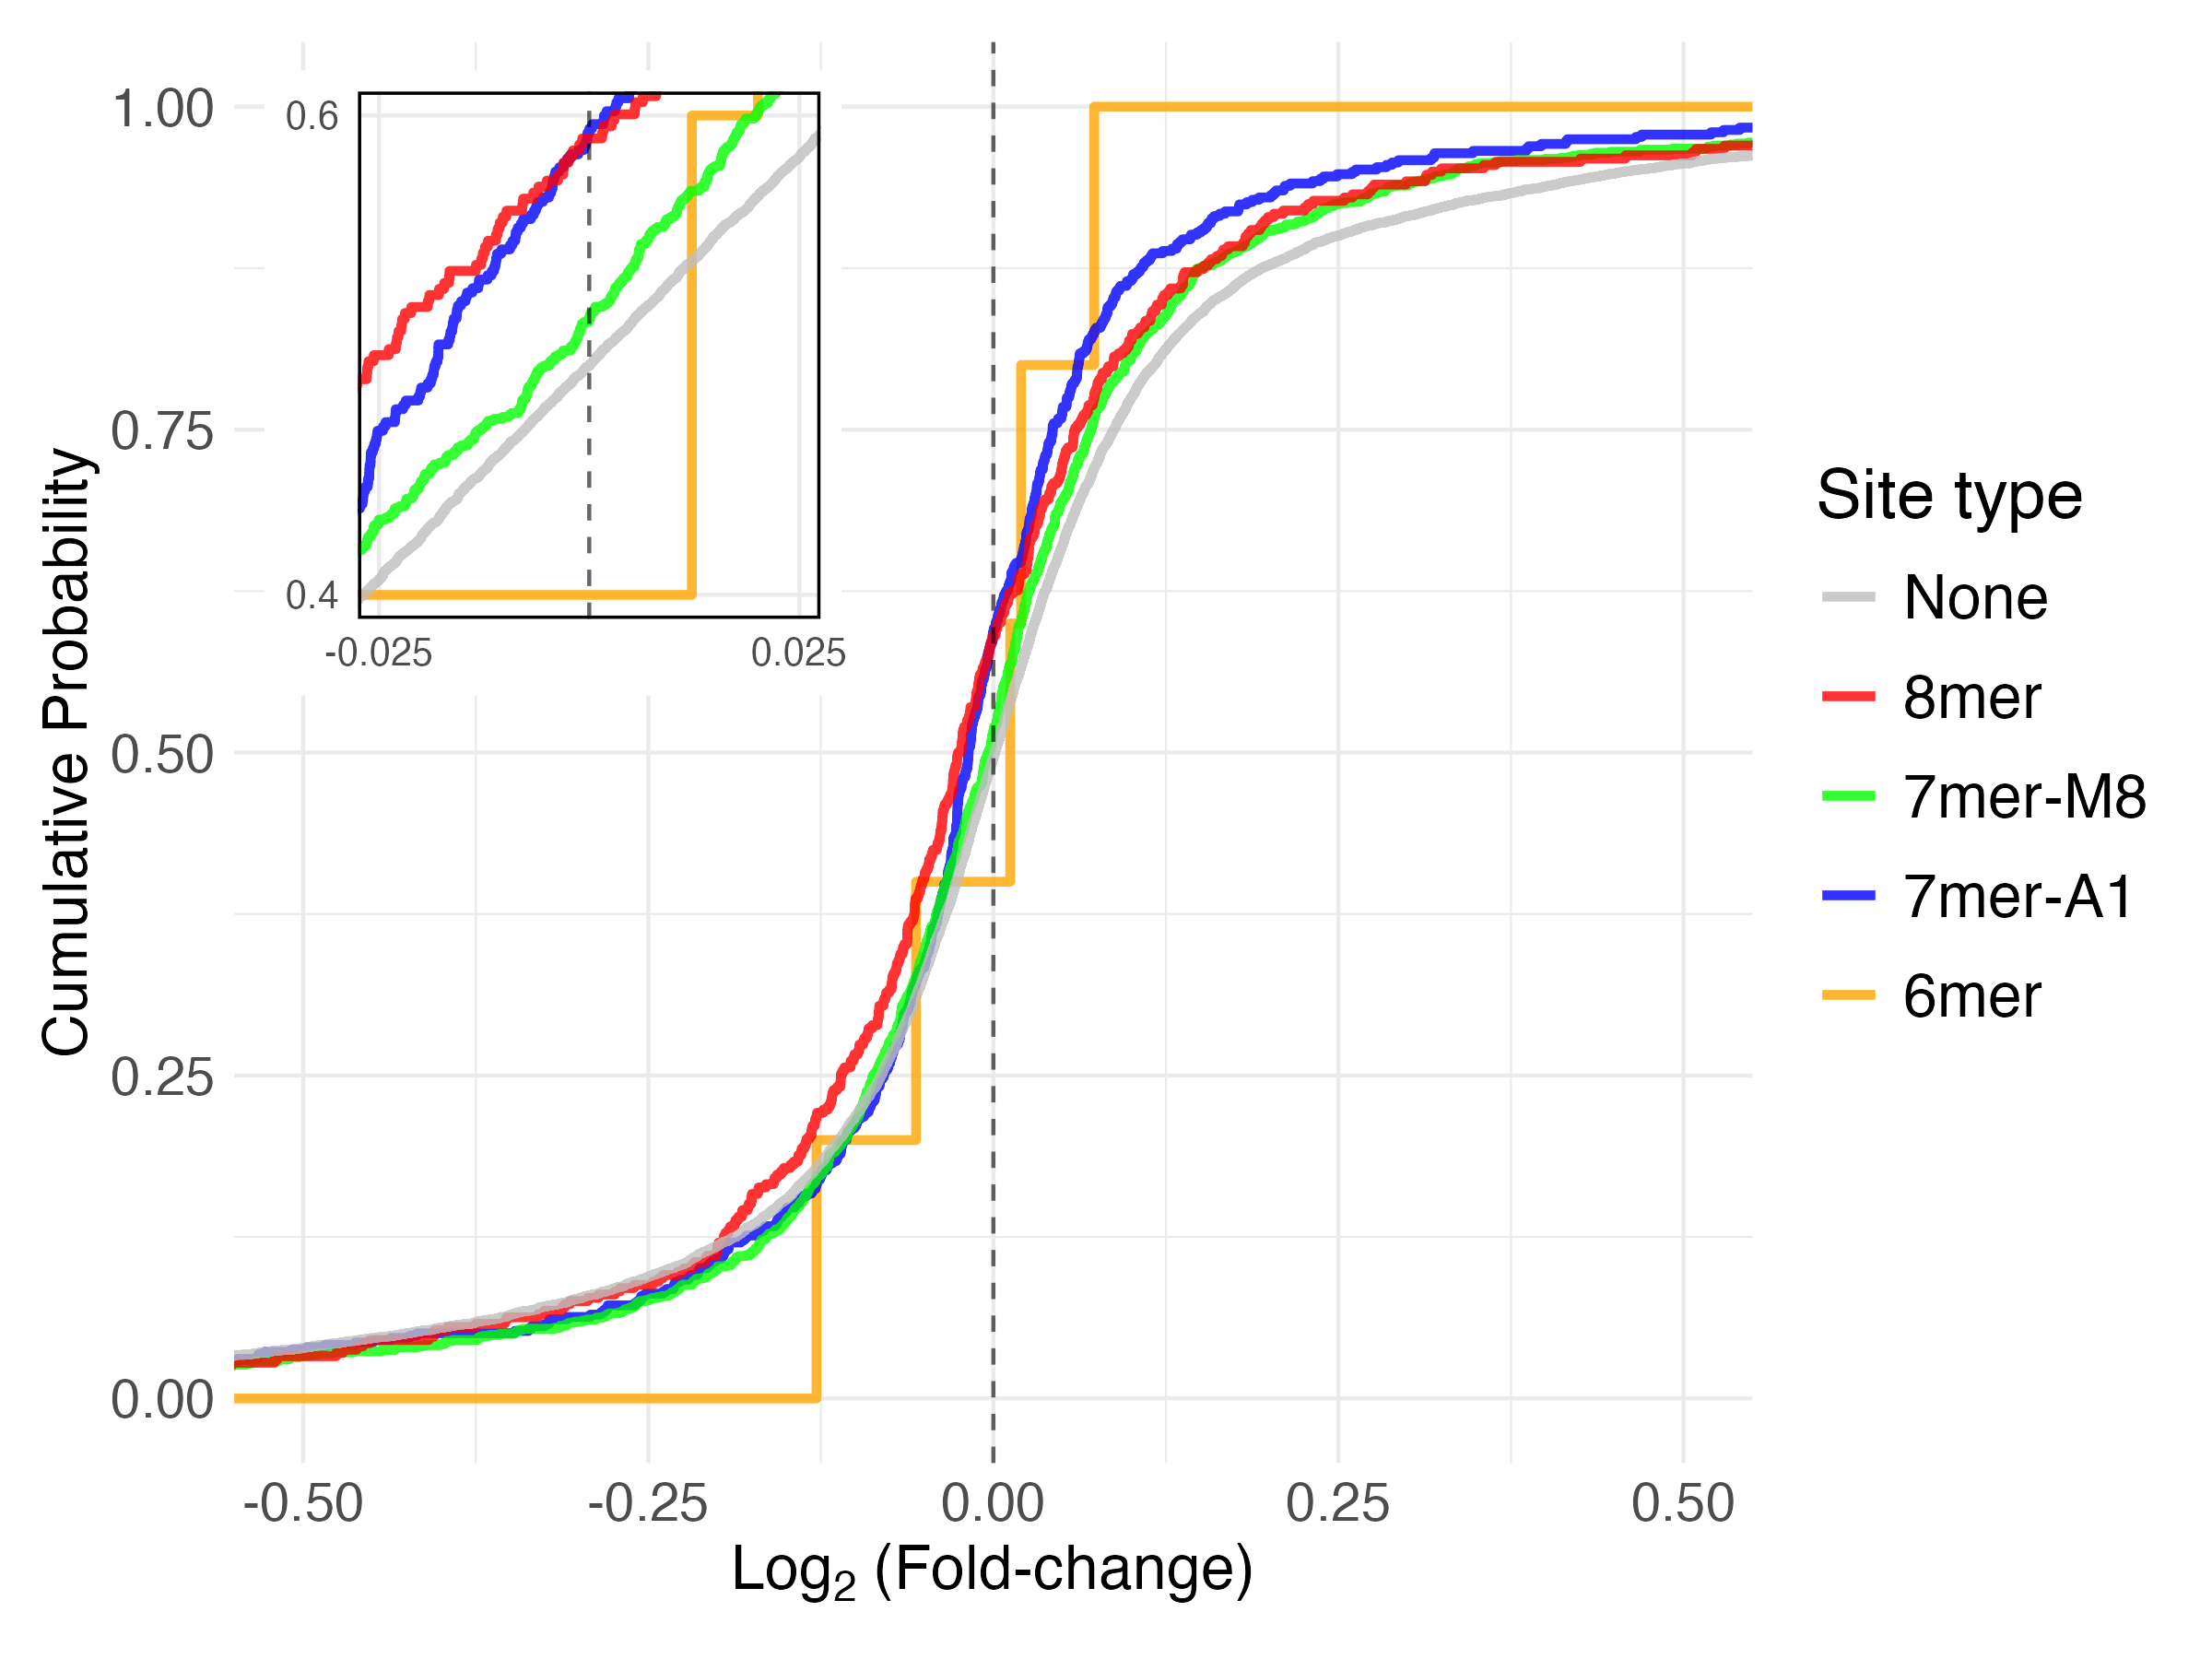 Cumulative Probability
1.00
0.75
0.50
0.25
0.00
0.6
0.4
-0.025
0.025
-0.50
-0.25
0.00
0.25
0.50
Log₂ (Fold-change)
Site type
None
8mer
7mer-M8
7mer-A1
6mer